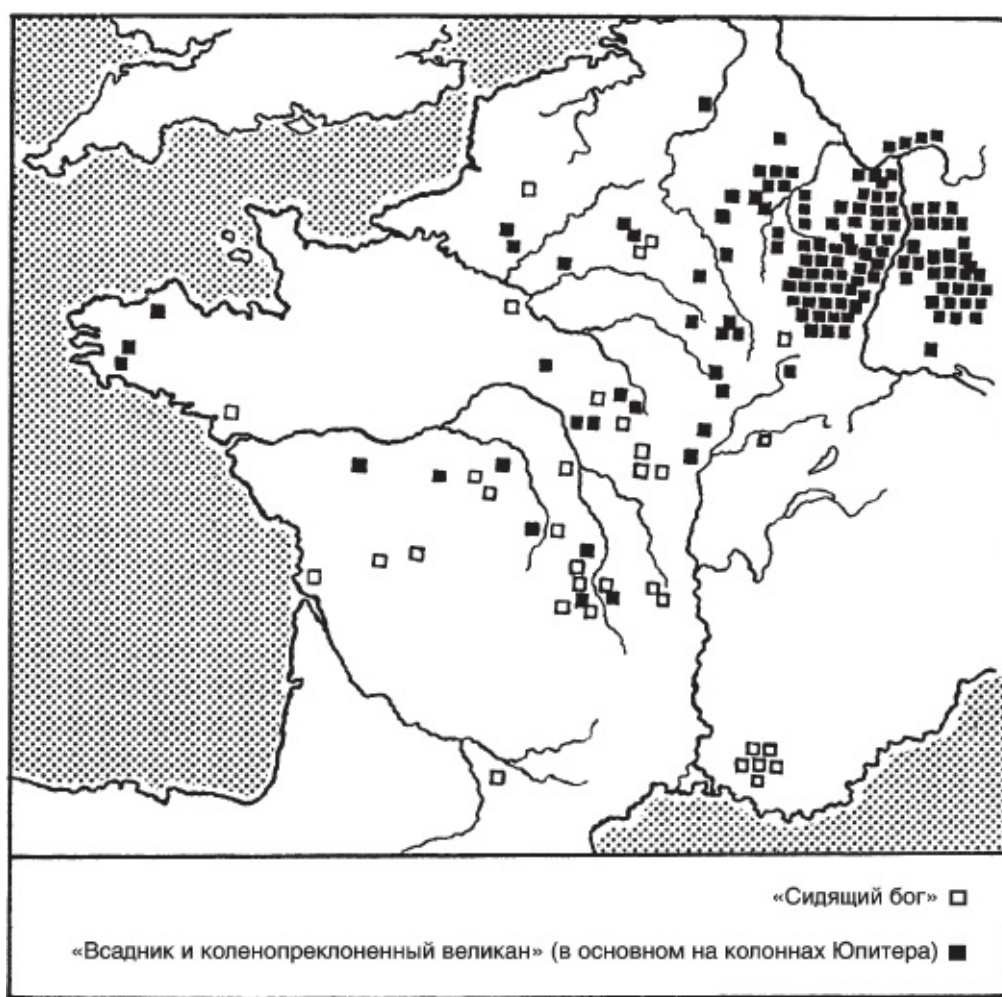 «Сидящий бог»
«Всадник и коленопреклоненный великан» (в основном на колоннах Юпитера)